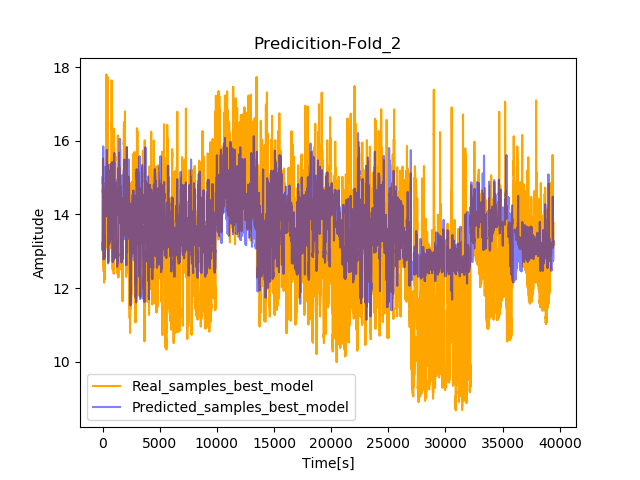 Predicition-Fold_2
18
16
14
12
10
Amplitude
Real_samples_best_model
Predicted_samples_best_model
0 5000 10000 15000 20000 25000 30000 35000 40000
Time[s]